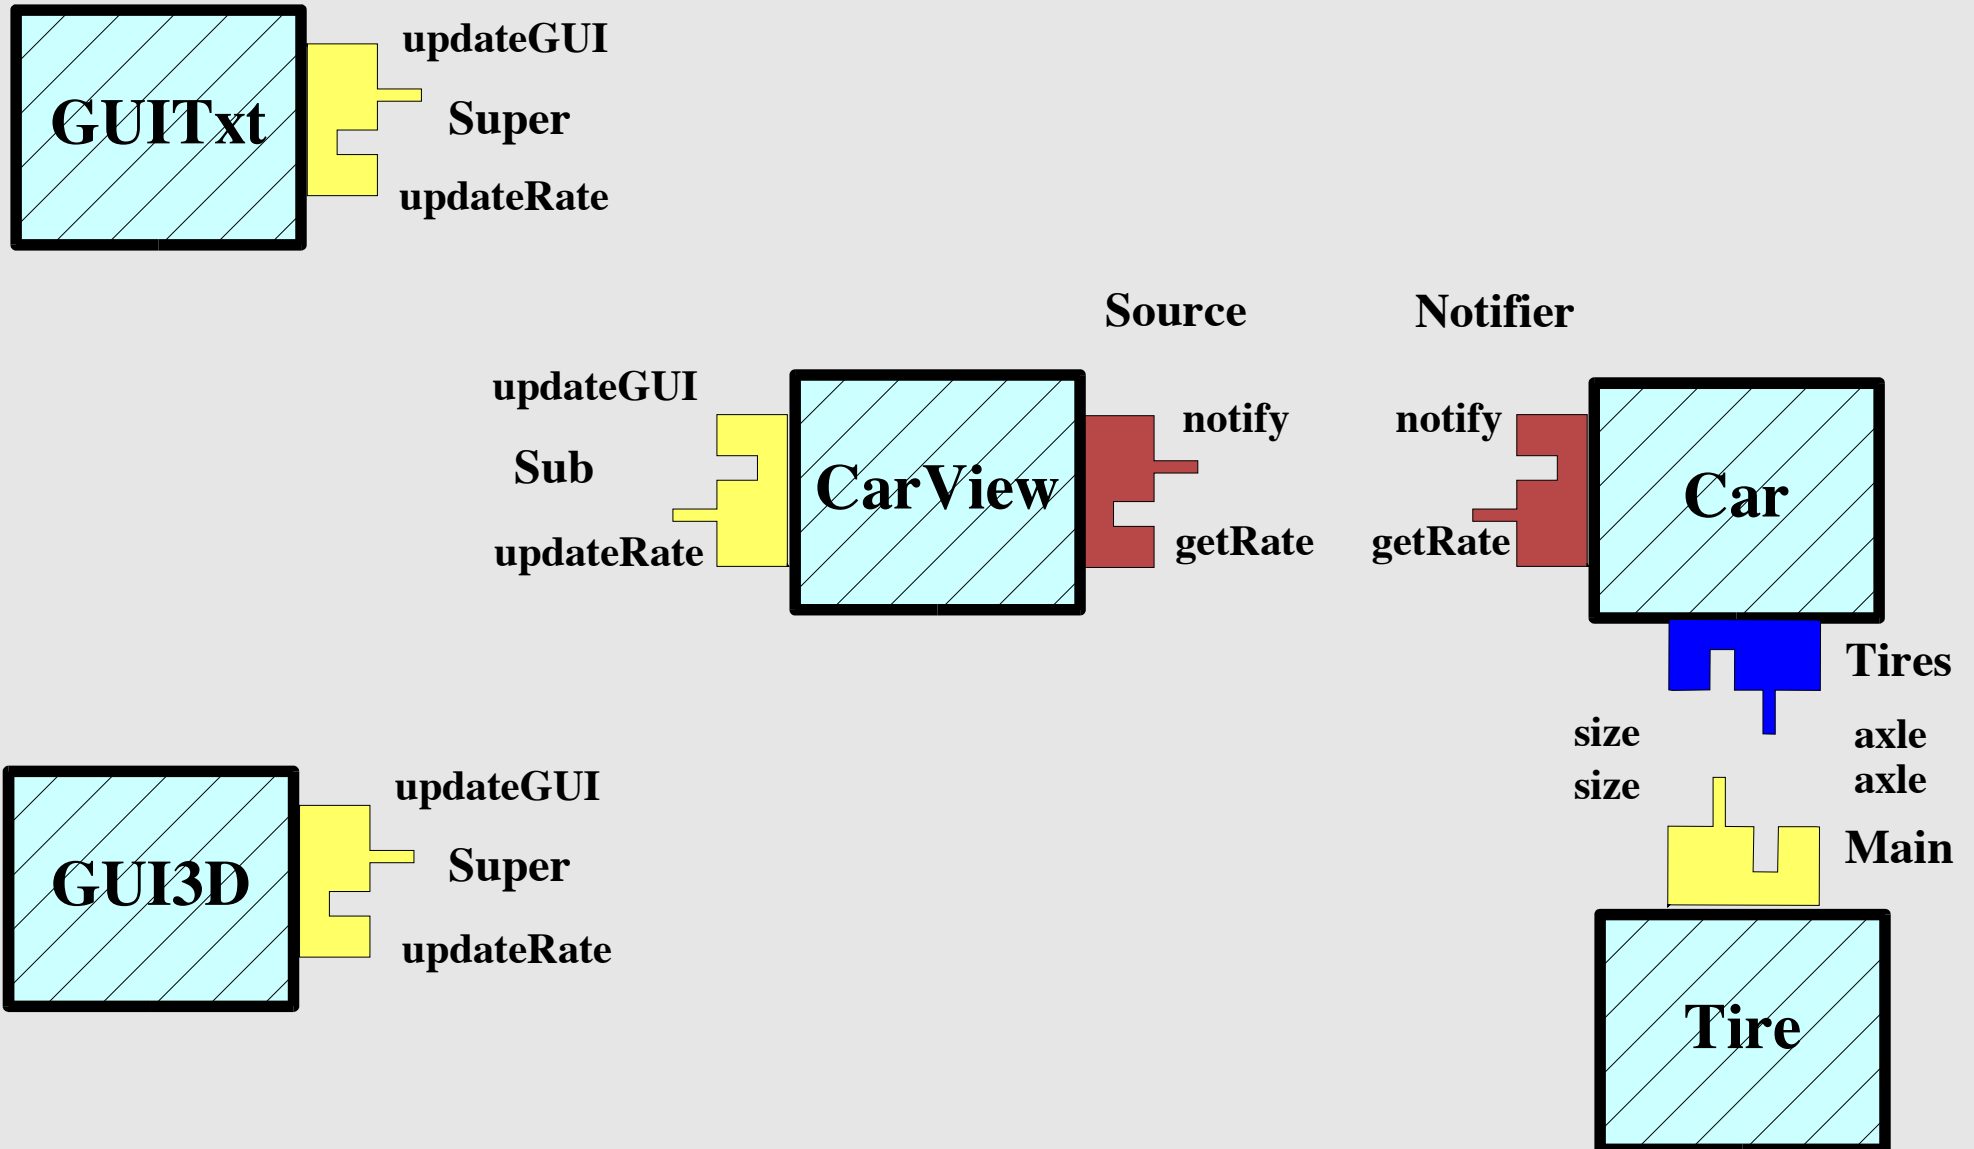 updateGUI
GUITxt
Super
updateRate
Source
Notifier
updateGUI
notify
notify
Sub
CarView
Car
updateRate
getRate
getRate
Tires
size
axle
size
axle
updateGUI
Main
Super
GUI3D
updateRate
Tire